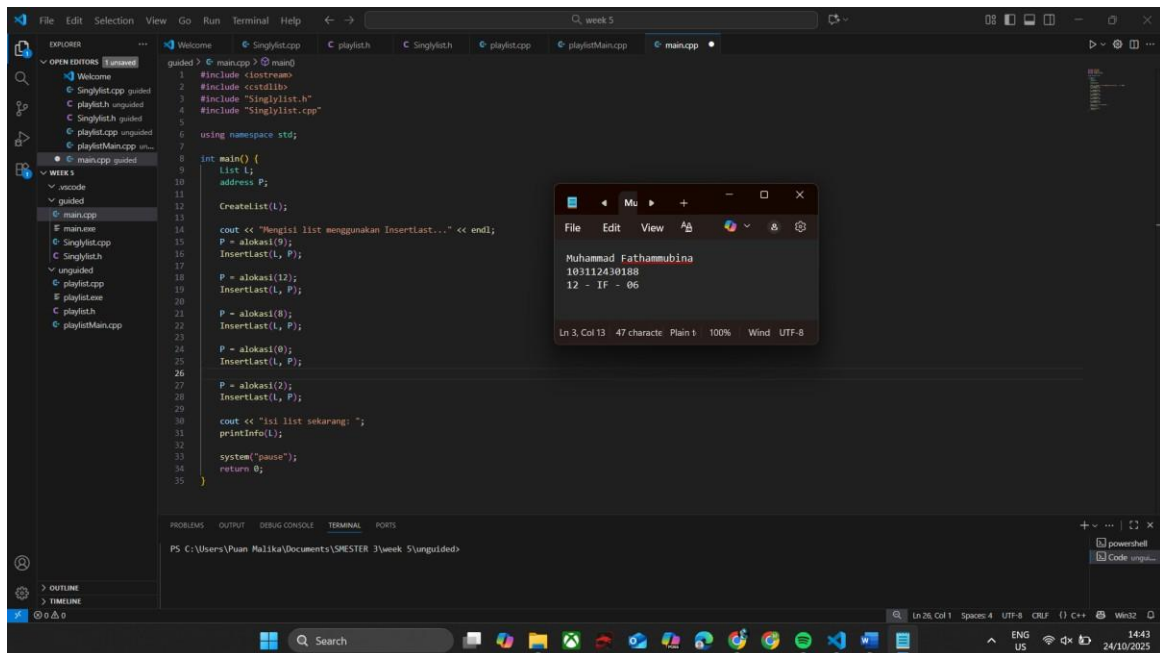 File Edit Selection View Go Run Terminal Help
week 5
EXPLORER
Welcome
Singlylist.cpp
playlist.h
Singlylist.h
playlist.cpp
playlistMain.cpp
main.cpp
OPEN EDITORS 1 unsaved
Welcome
Singlylist.cpp guided
playlist.h unguided
Singlylist.h guided
playlist.cpp unguided
playlistMain.cpp un...
main.cpp guided
WEEK 5
.vscode
guided
main.cpp
main.exe
Singlylist.cpp
Singlylist.h
unguided
playlist.cpp
playlist.exe
playlist.h
playlistMain.cpp
OUTLINE
TIMELINE
guided > main.cpp > main()
1 #include <iostream>
2 #include <cstdlib>
3 #include "Singlylist.h"
4 #include "Singlylist.cpp"
5
6 using namespace std;
7
8 int main() {
9 List L;
10 address P;
11
12 CreateList(L);
13
14 cout << "Mengisi list menggunakan InsertLast..." << endl;
15 P = alokasi(9);
16 InsertLast(L, P);
17
18 P = alokasi(12);
19 InsertLast(L, P);
20
21 P = alokasi(8);
22 InsertLast(L, P);
23
24 P = alokasi(0);
25 InsertLast(L, P);
26
27 P = alokasi(2);
28 InsertLast(L, P);
29
30 cout << "isi list sekarang: ";
31 printInfo(L);
32
33 system("pause");
34 return 0;
35 }
Mu
File Edit View
Muhammad Fathammubina
103112430188
12 - IF - 06
Ln 3, Col 13 47 characte Plain t 100% Wind UTF-8
PROBLEMS OUTPUT DEBUG CONSOLE TERMINAL PORTS
PS C:\Users\Puan Malika\Documents\SMESTER 3\week 5\unguided>
powershell
Code ungui...
0 0
Ln 26, Col 1 Spaces: 4 UTF-8 CRLF {} C++ Win32
Search
ENG
US
14:43
24/10/2025